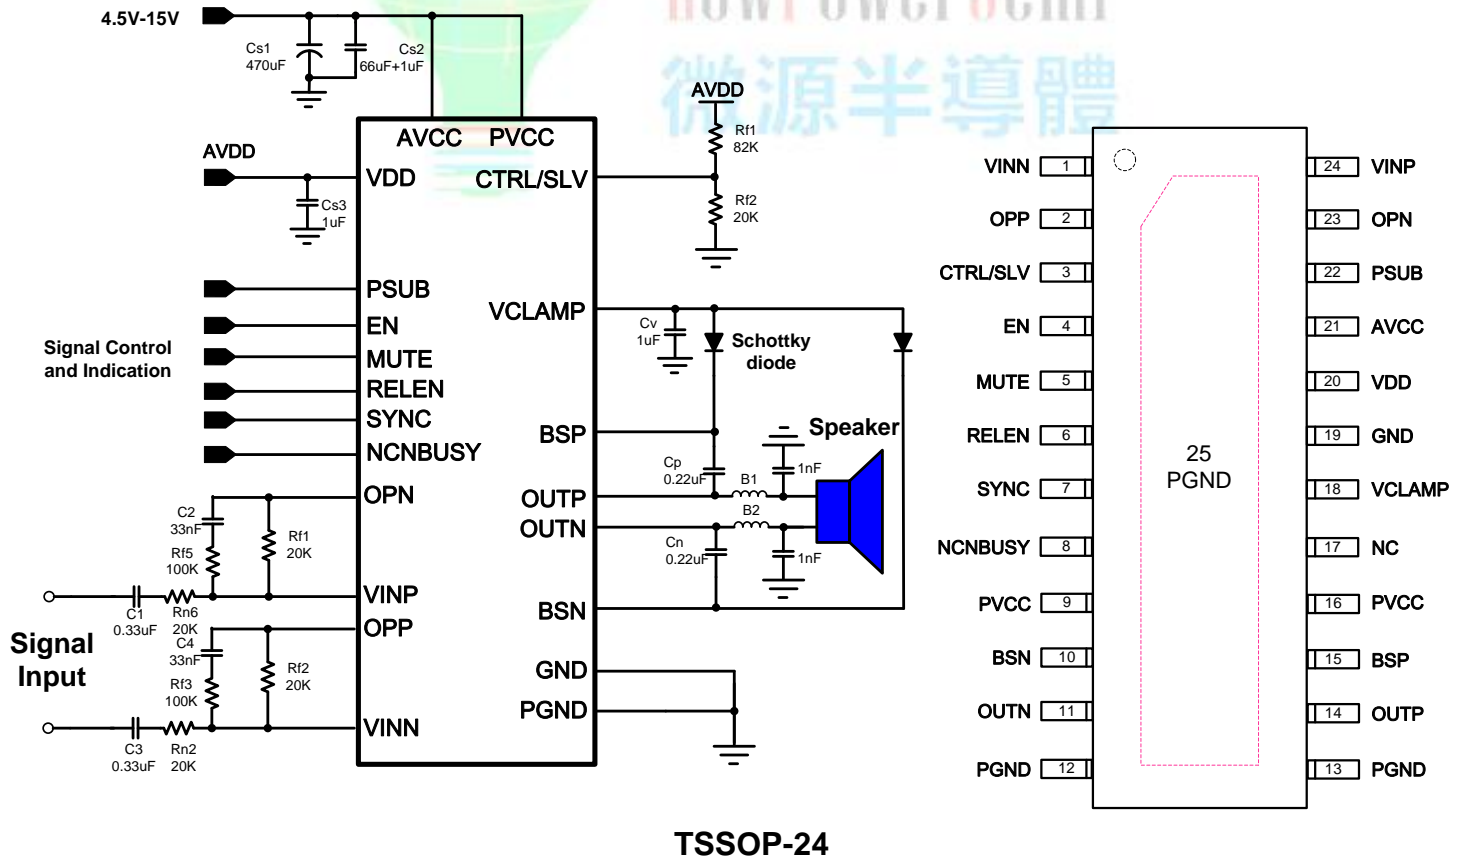 PowerPowerSemi
微源半導體
4.5V-15V
Cs1
470uF
Cs2
66uF+1uF
AVDD
AVCC PVCC
Rf1
82K
AVDD
VDD
CTRL/SLV
Cs3
1uF
Rf2
20K
PSUB
VCLAMP
EN
Cv
1uF
Schottky
diode
Signal Control
and Indication
MUTE
RELEN
SYNC
BSP
NCNBUSY
Speaker
Cp
0.22uF
1nF
B1
OPN
OUTP
B2
OUTN
C2
33nF
Rf5
100K
Rf1
20K
Cn
0.22uF
1nF
VINP
BSN
C1
0.33uF
Rn6
20K
OPP
Signal
Input
C4
33nF
Rf3
100K
Rf2
20K
GND
PGND
VINN
C3
0.33uF
Rn2
20K
VINN 1
24 VINP
OPP 2
23 OPN
CTRL/SLV 3
22 PSUB
EN 4
21 AVCC
MUTE 5
20 VDD
RELEN 6
19 GND
25
PGND
SYNC 7
18 VCLAMP
NCNBUSY 8
17 NC
PVCC 9
16 PVCC
BSN 10
15 BSP
OUTN 11
14 OUTP
PGND 12
13 PGND
TSSOP-24